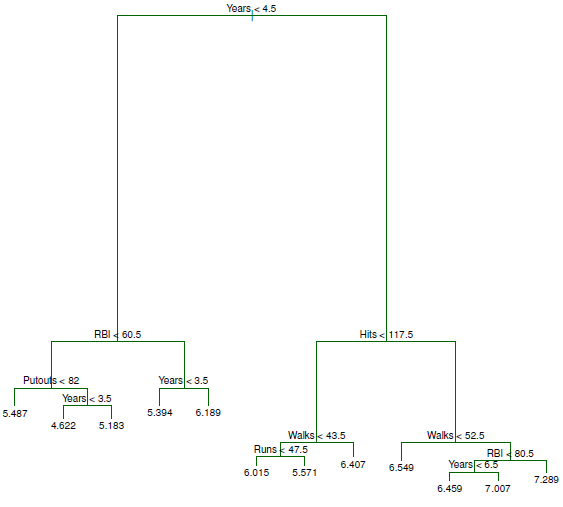 Years < 4.5
RBI < 60.5
Hits < 117.5
Putouts < 82
Years < 3.5
Years < 3.5
5.487
4.622
5.183
5.394
6.189
Walks < 43.5
Walks < 52.5
Runs < 47.5
RBI < 80.5
Years < 6.5
6.015
5.571
6.407
6.549
6.459
7.007
7.289